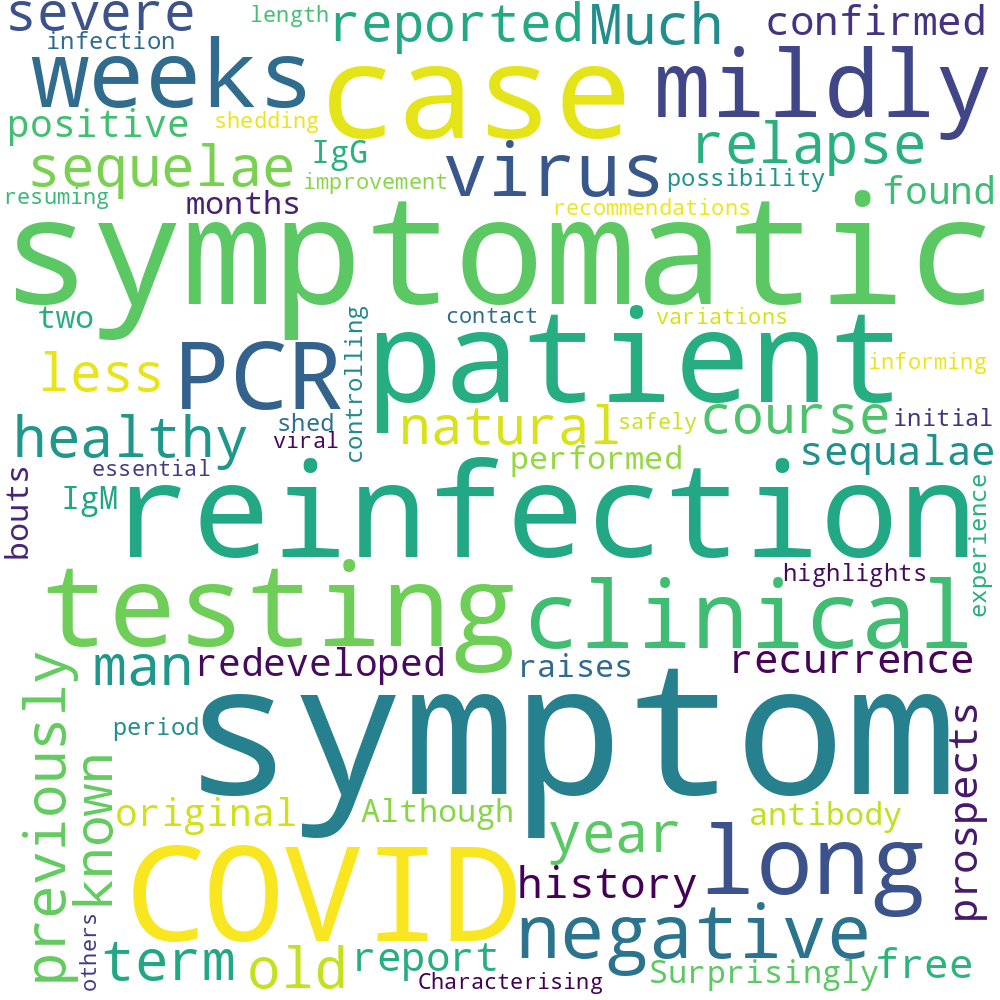 severe
length
reported
Much
confirmed
infection
weeks
case
mildly
positive
shedding
IgG
virus
relapse
sequelae
improvement
possibility
found
resuming
months
recommendations
symptomatic
two
controlling
contact
variations
less
PCR
patient
informing
healthy
shed
natural
safely
course
initial
viral
essential
performed
sequalae
bouts
IgM
reinfection
experience
testing
clinical
highlights
man
redeveloped
raises
recurrence
previously
period
symptom
prospects
known
original
Although
year
antibody
COVID
history
long
others
term
old
report
negative
Surprisingly
free
Characterising